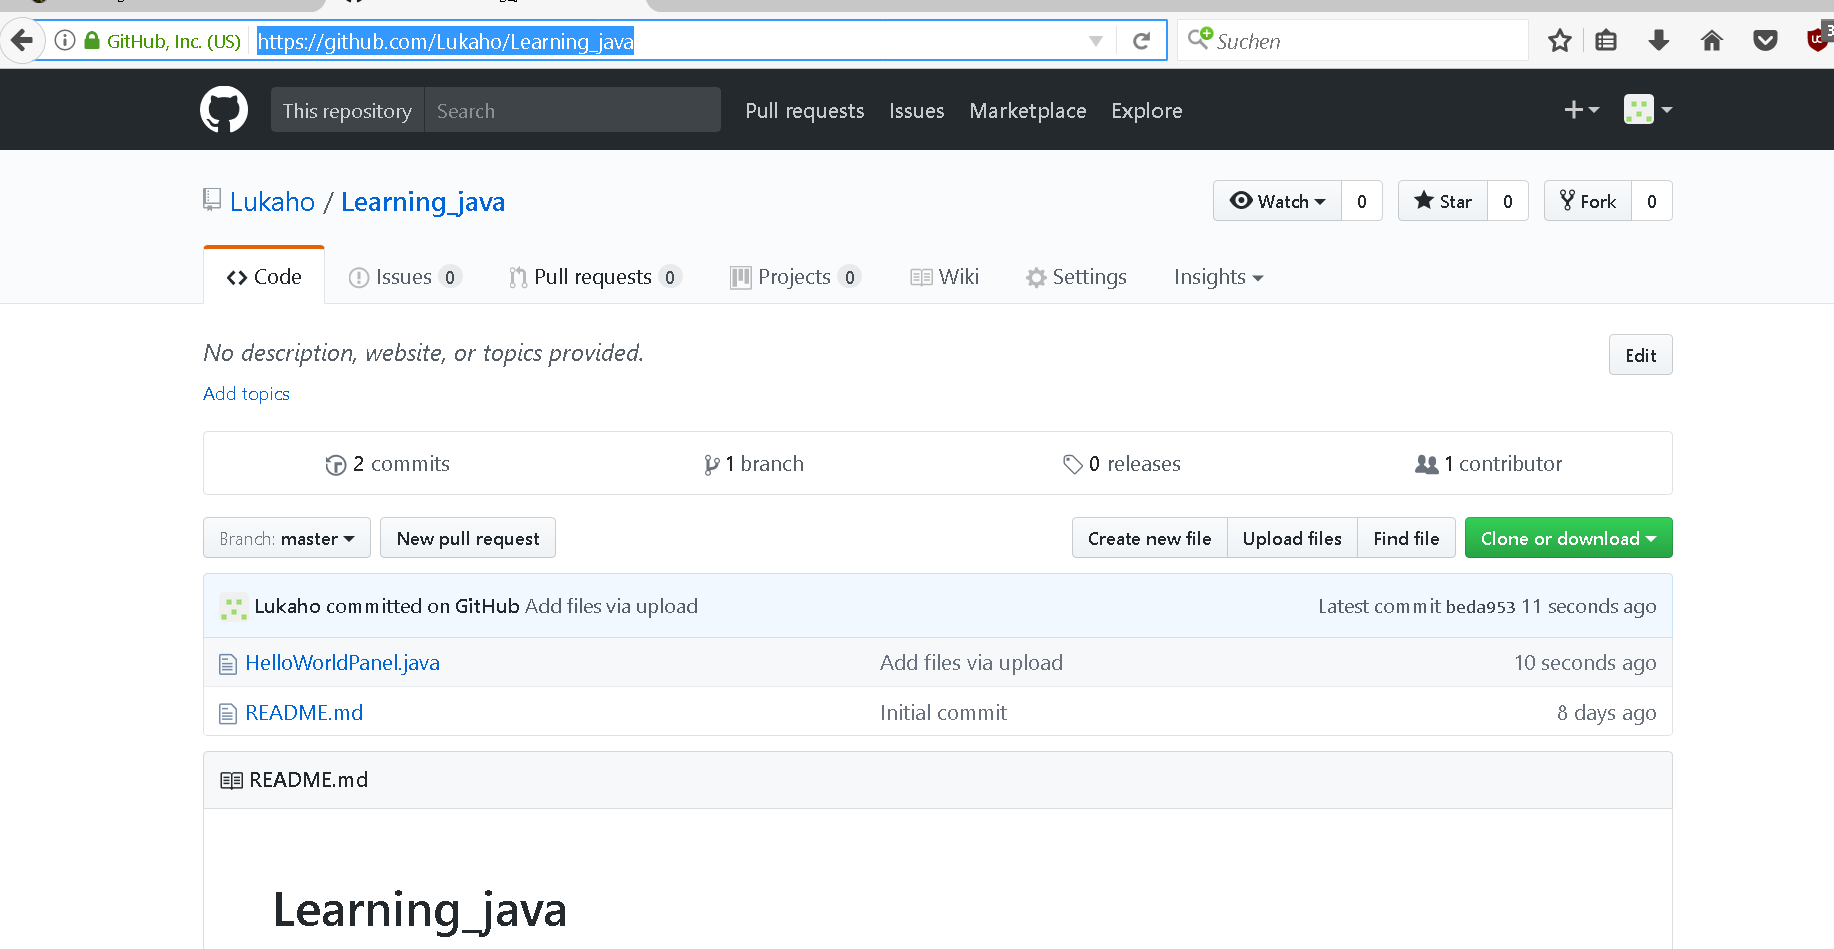 GitHub, Inc. (US) https://github.com/Lukaho/Learning_java Suchen
This repository Search Pull requests Issues Marketplace Explore
Lukaho / Learning_java Watch 0 Star 0 Fork 0
Code Issues 0 Pull requests 0 Projects 0 Wiki Settings Insights
No description, website, or topics provided. Edit
Add topics
2 commits 1 branch 0 releases 1 contributor
Branch: master New pull request Create new file Upload files Find file Clone or download
Lukaho committed on GitHub Add files via upload Latest commit beda953 11 seconds ago
HelloWorldPanel.java Add files via upload 10 seconds ago
README.md Initial commit 8 days ago
README.md
Learning_java